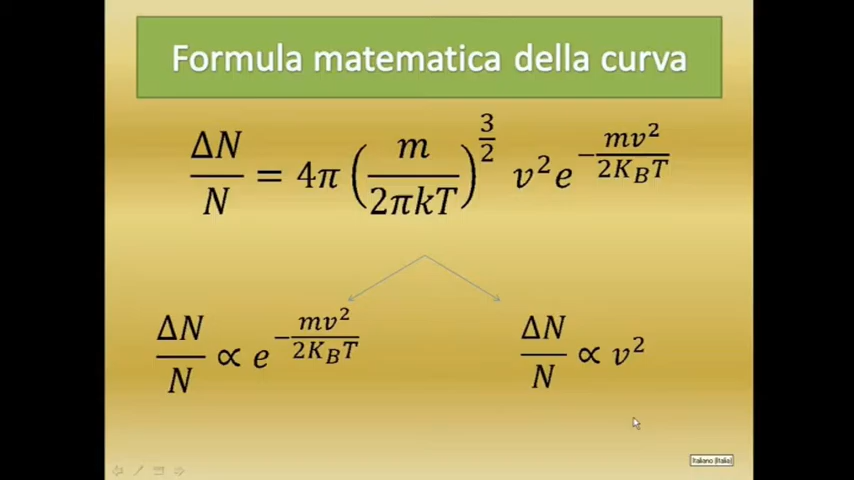 Formula matematica della curva
ΔN/N = 4π (m/2πkT)^(3/2) v² e^(−mv²/2K_BT)
ΔN/N ∝ e^(−mv²/2K_BT)
ΔN/N ∝ v²
Italiano (Italia)